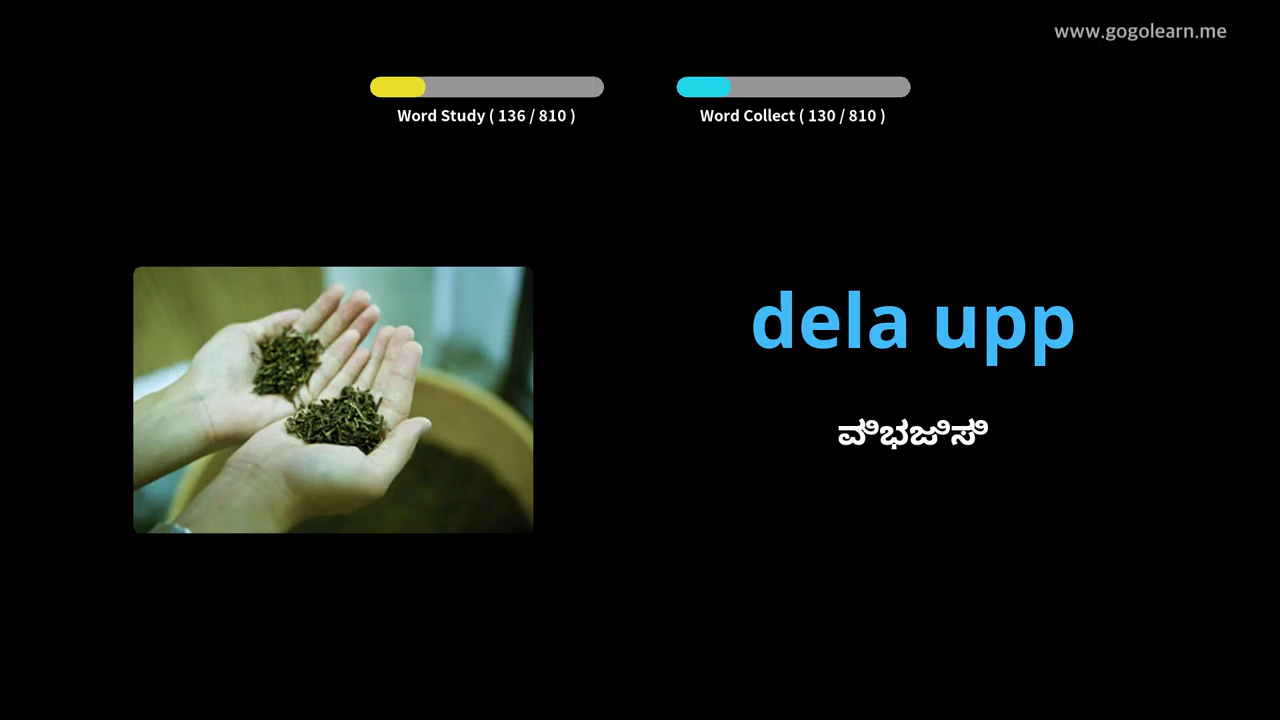 www.gogolearn.me
Word Study ( 136 / 810 )
Word Collect ( 130 / 810 )
dela upp
ವಿಭಜಿಸಿ